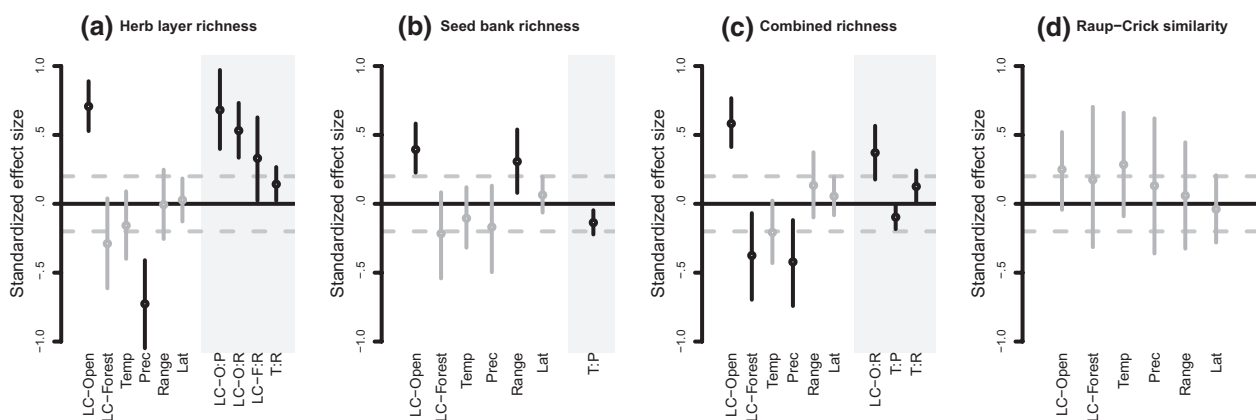 (a) Herb layer richness
Standardized effect size
1.0
.5
.0
-.5
-1.0
LC-Open
LC-Forest
Temp
Prec
Range
Lat
LC-O:P
LC-O:R
LC-F:R
T:R
(b) Seed bank richness
Standardized effect size
1.0
.5
.0
-.5
-1.0
LC-Open
LC-Forest
Temp
Prec
Range
Lat
T:P
(c) Combined richness
Standardized effect size
1.0
.5
.0
-.5
-1.0
LC-Open
LC-Forest
Temp
Prec
Range
Lat
LC-O:R
T:P
T:R
(d) Raup-Crick similarity
Standardized effect size
1.0
.5
.0
-.5
-1.0
LC-Open
LC-Forest
Temp
Prec
Range
Lat